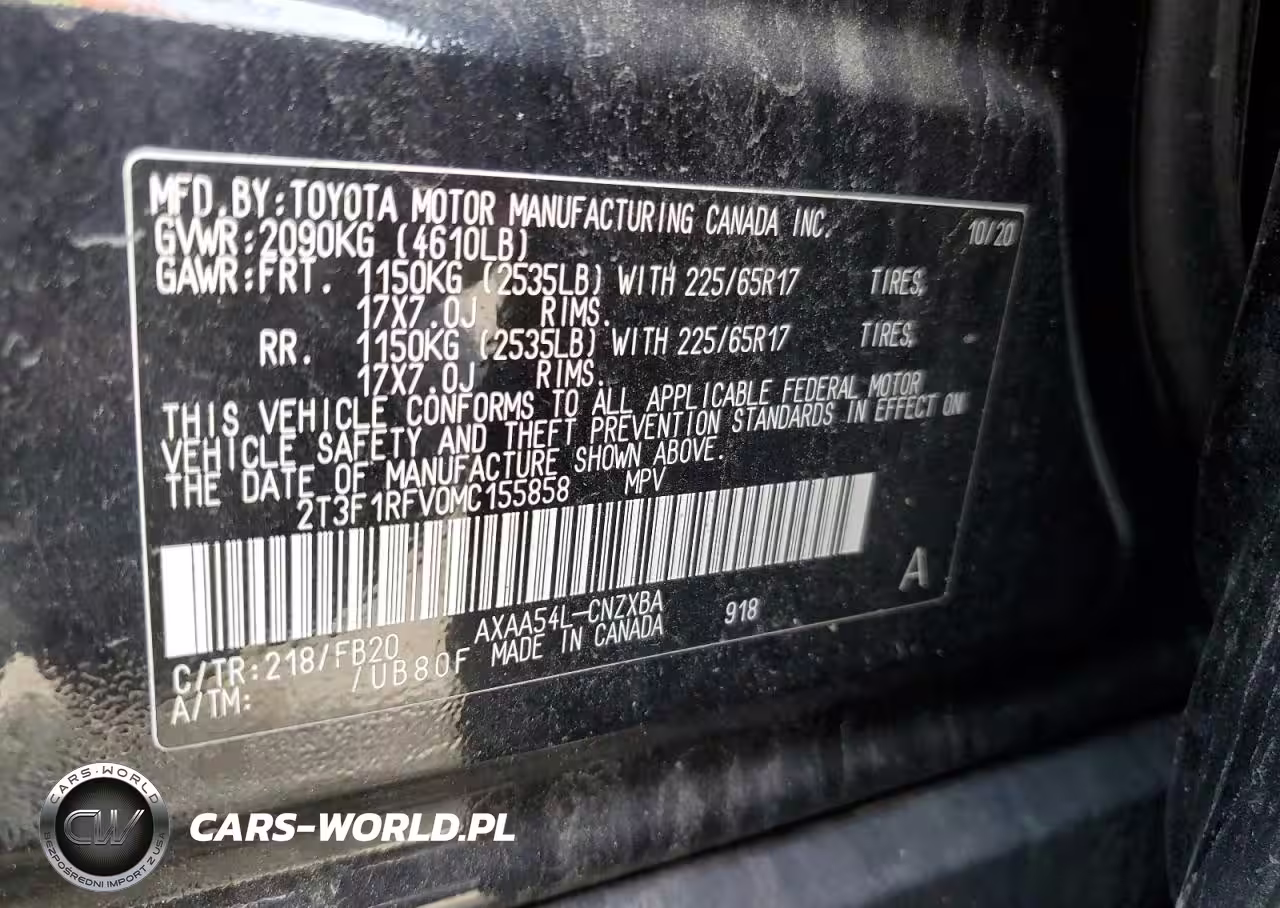 MFD.BY:TOYOTA MOTOR MANUFACTURING CANADA INC. 10/20
GVWR:2090KG (4610LB)
GAWR:FRT. 1150KG (2535LB) WITH 225/65R17 TIRES,
17X7.0J RIMS.
RR. 1150KG (2535LB) WITH 225/65R17 TIRES,
17X7.0J RIMS.
THIS VEHICLE CONFORMS TO ALL APPLICABLE FEDERAL MOTOR
VEHICLE SAFETY AND THEFT PREVENTION STANDARDS IN EFFECT ON
THE DATE OF MANUFACTURE SHOWN ABOVE.
2T3F1RFV0MC155858 MPV
A
C/TR:218/FB20 AXAA54L-CNZXBA 918
A/TM: /UB80F MADE IN CANADA
CARS-WORLD
CW
BEZPOŚREDNI IMPORT Z USA
CARS-WORLD.PL